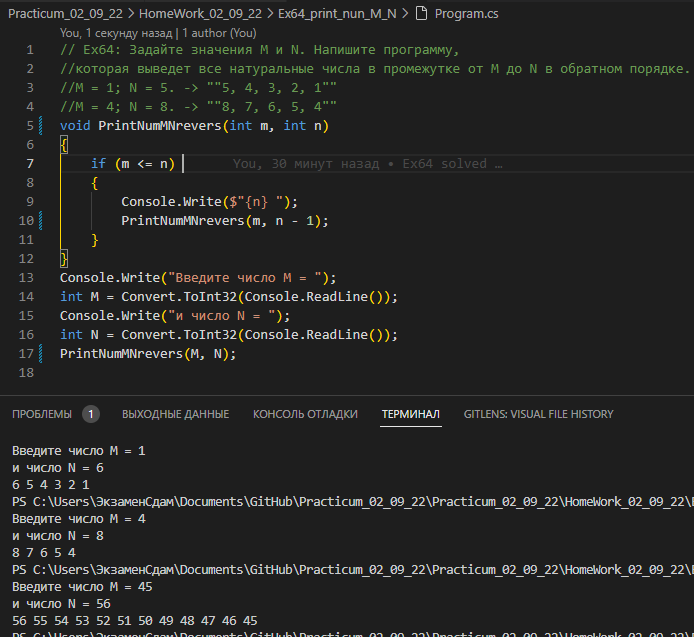 Practicum_02_09_22 > HomeWork_02_09_22 > Ex64_print_nun_M_N > Program.cs
You, 1 секунду назад | 1 author (You)
1 // Ex64: Задайте значения M и N. Напишите программу,
2 //которая выведет все натуральные числа в промежутке от M до N в обратном порядке.
3 //M = 1; N = 5. -> ""5, 4, 3, 2, 1""
4 //M = 4; N = 8. -> ""8, 7, 6, 5, 4""
5 void PrintNumMNrevers(int m, int n)
6 {
7 if (m <= n) You, 30 минут назад • Ex64 solved …
8 {
9 Console.Write($"{n} ");
10 PrintNumMNrevers(m, n - 1);
11 }
12 }
13 Console.Write("Введите число M = ");
14 int M = Convert.ToInt32(Console.ReadLine());
15 Console.Write("и число N = ");
16 int N = Convert.ToInt32(Console.ReadLine());
17 PrintNumMNrevers(M, N);
18
ПРОБЛЕМЫ 1 ВЫХОДНЫЕ ДАННЫЕ КОНСОЛЬ ОТЛАДКИ ТЕРМИНАЛ GITLENS: VISUAL FILE HISTORY
Введите число M = 1
и число N = 6
6 5 4 3 2 1
PS C:\Users\ЭкзаменСдам\Documents\GitHub\Practicum_02_09_22\Practicum_02_09_22\HomeWork_02_09_22\
Введите число M = 4
и число N = 8
8 7 6 5 4
PS C:\Users\ЭкзаменСдам\Documents\GitHub\Practicum_02_09_22\Practicum_02_09_22\HomeWork_02_09_22\
Введите число M = 45
и число N = 56
56 55 54 53 52 51 50 49 48 47 46 45
PS C:\Users\ЭкзаменСдам\Documents\GitHub\Practicum_02_09_22\Practicum_02_09_22\HomeWork_02_09_22\